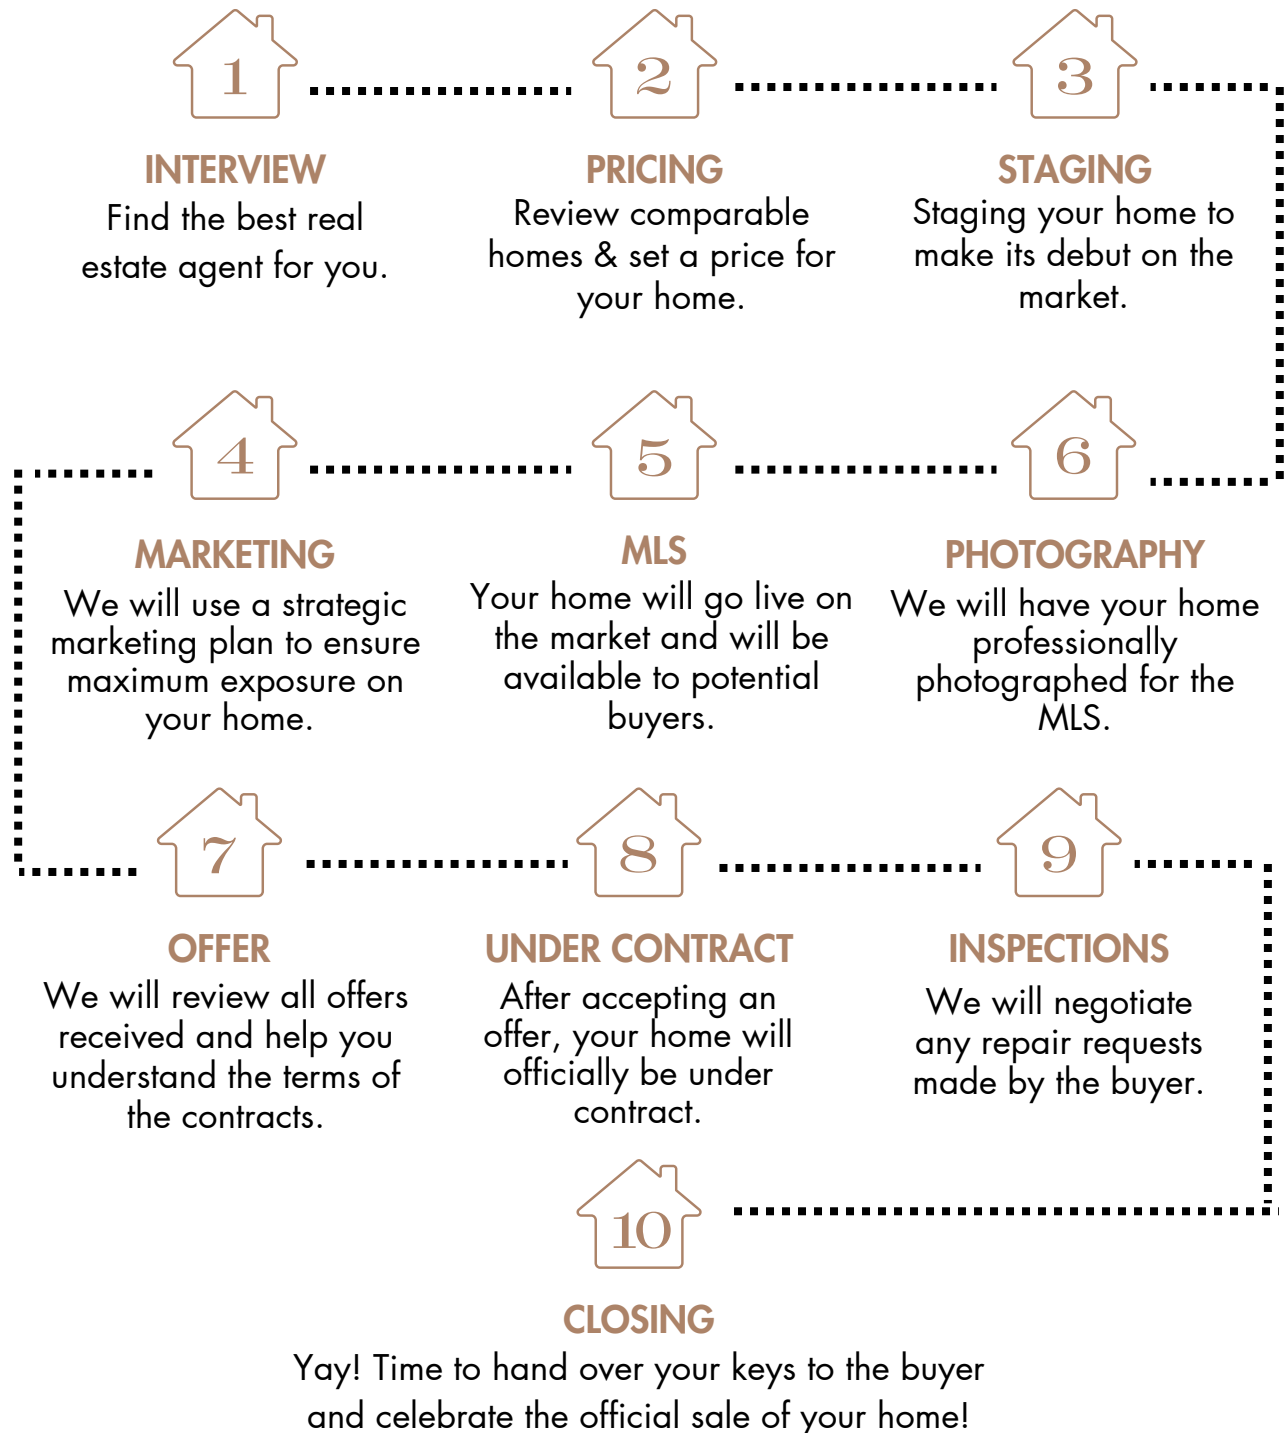 1
INTERVIEW
Find the best real
estate agent for you.
2
PRICING
Review comparable
homes & set a price for
your home.
3
STAGING
Staging your home to
make its debut on the
market.
4
MARKETING
We will use a strategic
marketing plan to ensure
maximum exposure on
your home.
5
MLS
Your home will go live on
the market and will be
available to potential
buyers.
6
PHOTOGRAPHY
We will have your home
professionally
photographed for the
MLS.
7
OFFER
We will review all offers
received and help you
understand the terms of
the contracts.
8
UNDER CONTRACT
After accepting an
offer, your home will
officially be under
contract.
9
INSPECTIONS
We will negotiate
any repair requests
made by the buyer.
10
CLOSING
Yay! Time to hand over your keys to the buyer
and celebrate the official sale of your home!